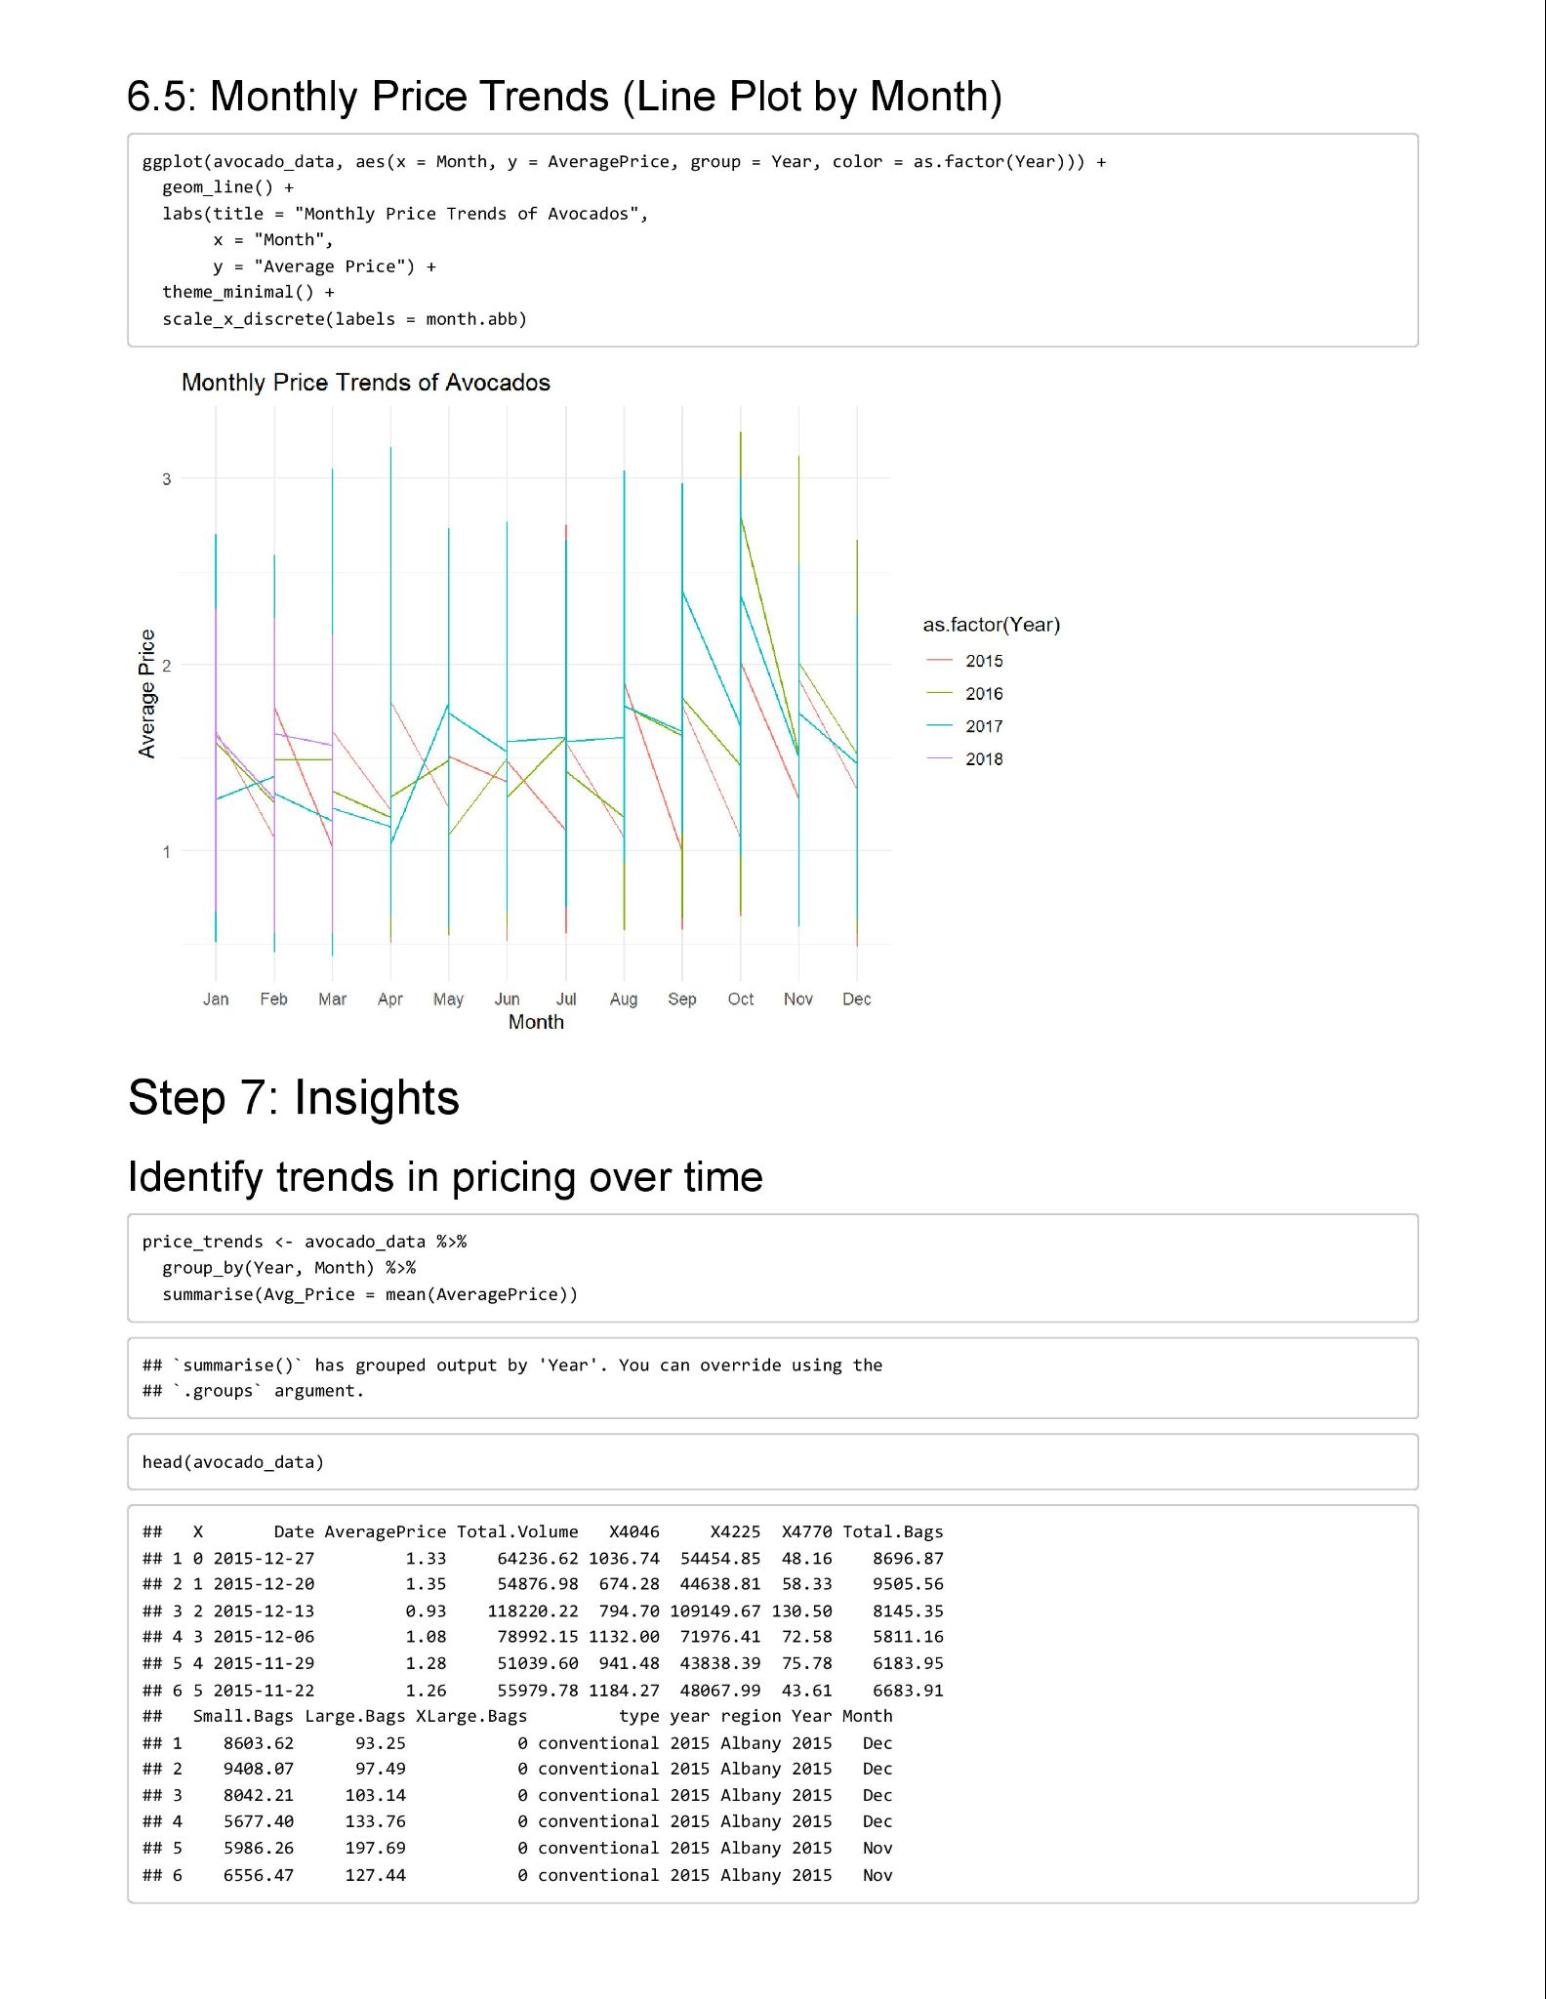 6.5: Monthly Price Trends (Line Plot by Month)
ggplot(avocado_data, aes(x = Month, y = AveragePrice, group = Year, color = as.factor(Year))) +
  geom_line() +
  labs(title = "Monthly Price Trends of Avocados",
       x = "Month",
       y = "Average Price") +
  theme_minimal() +
  scale_x_discrete(labels = month.abb)
Monthly Price Trends of Avocados
3
2
1
Average Price
Jan Feb Mar Apr May Jun Jul Aug Sep Oct Nov Dec
Month
as.factor(Year)
2015
2016
2017
2018
Step 7: Insights
Identify trends in pricing over time
price_trends <- avocado_data %>%
  group_by(Year, Month) %>%
  summarise(Avg_Price = mean(AveragePrice))
## `summarise()` has grouped output by 'Year'. You can override using the
## `.groups` argument.
head(avocado_data)
##   X       Date AveragePrice Total.Volume   X4046     X4225  X4770 Total.Bags
## 1 0 2015-12-27         1.33     64236.62 1036.74  54454.85  48.16    8696.87
## 2 1 2015-12-20         1.35     54876.98  674.28  44638.81  58.33    9505.56
## 3 2 2015-12-13         0.93    118220.22  794.70 109149.67 130.50    8145.35
## 4 3 2015-12-06         1.08     78992.15 1132.00  71976.41  72.58    5811.16
## 5 4 2015-11-29         1.28     51039.60  941.48  43838.39  75.78    6183.95
## 6 5 2015-11-22         1.26     55979.78 1184.27  48067.99  43.61    6683.91
##   Small.Bags Large.Bags XLarge.Bags         type year region Year Month
## 1    8603.62      93.25           0 conventional 2015 Albany 2015   Dec
## 2    9408.07      97.49           0 conventional 2015 Albany 2015   Dec
## 3    8042.21     103.14           0 conventional 2015 Albany 2015   Dec
## 4    5677.40     133.76           0 conventional 2015 Albany 2015   Dec
## 5    5986.26     197.69           0 conventional 2015 Albany 2015   Nov
## 6    6556.47     127.44           0 conventional 2015 Albany 2015   Nov